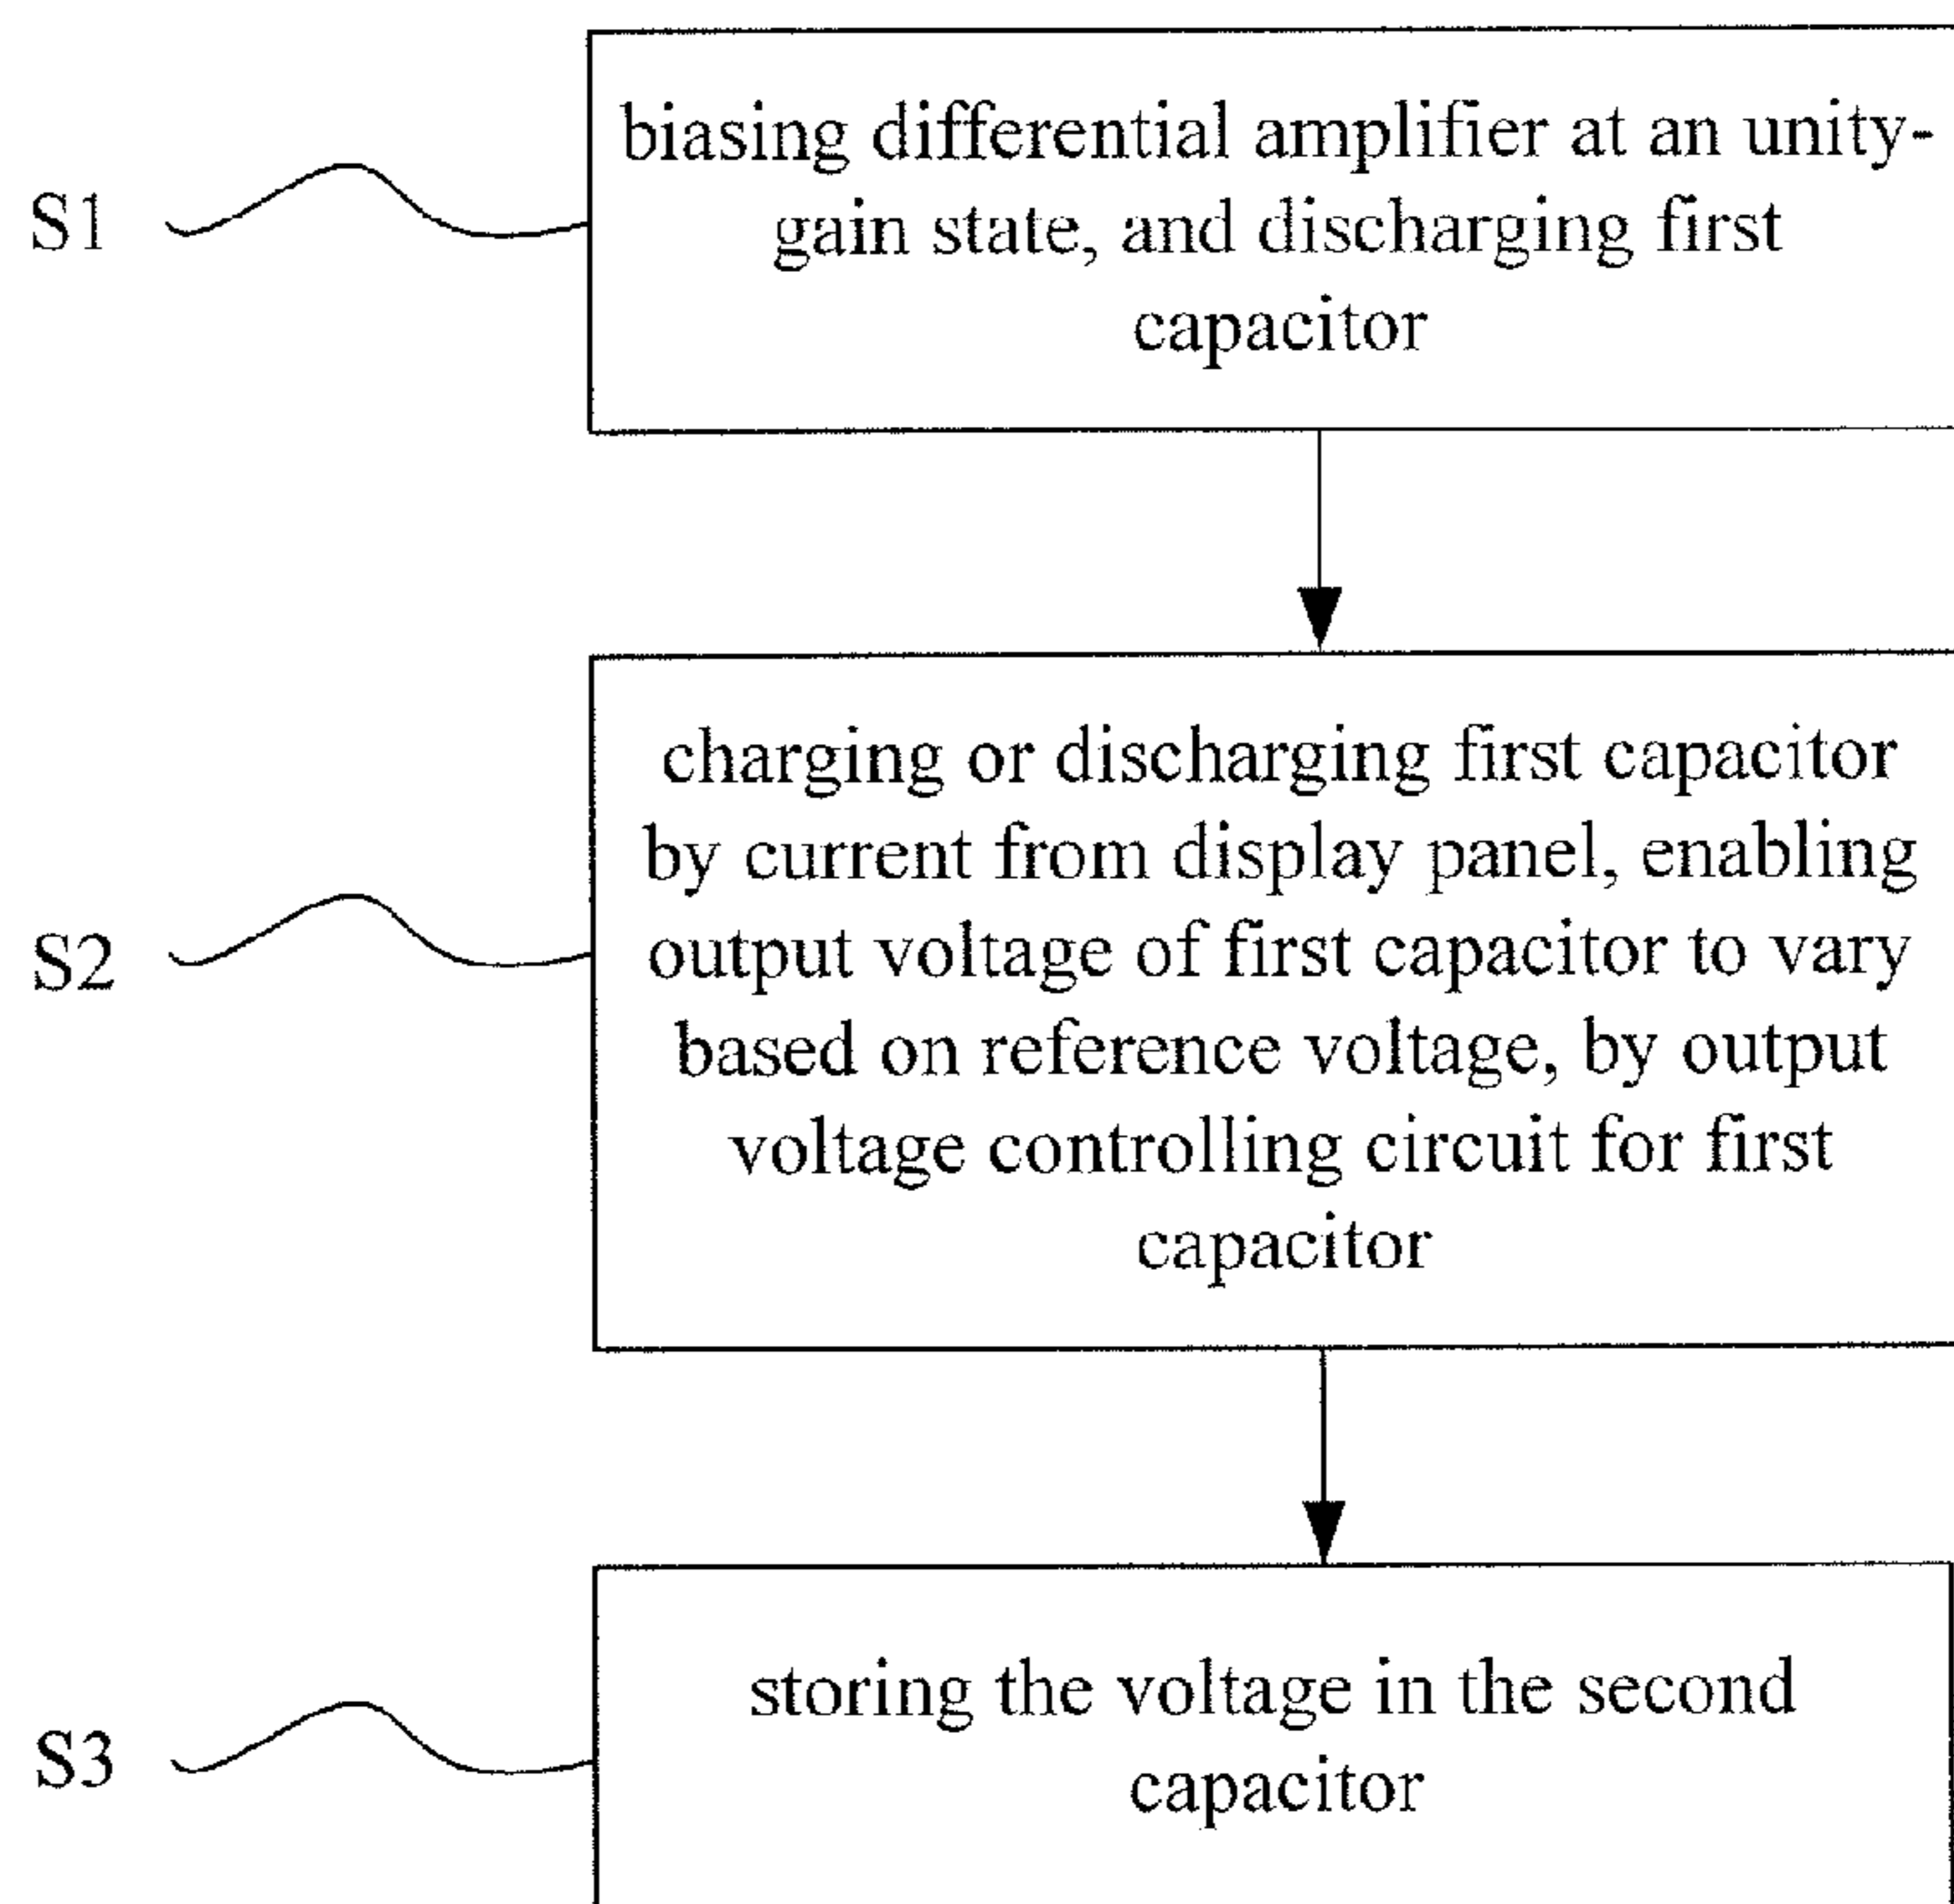 biasing differential amplifier at an unity-
S1
gain state, and discharging first
capacitor
charging or discharging first capacitor
by current from display panel, enabling
S2
output voltage of first capacitor to vary
based on reference voltage, by output
voltage controlling circuit for first
capacitor
storing the voltage in the second
S3
capacitor